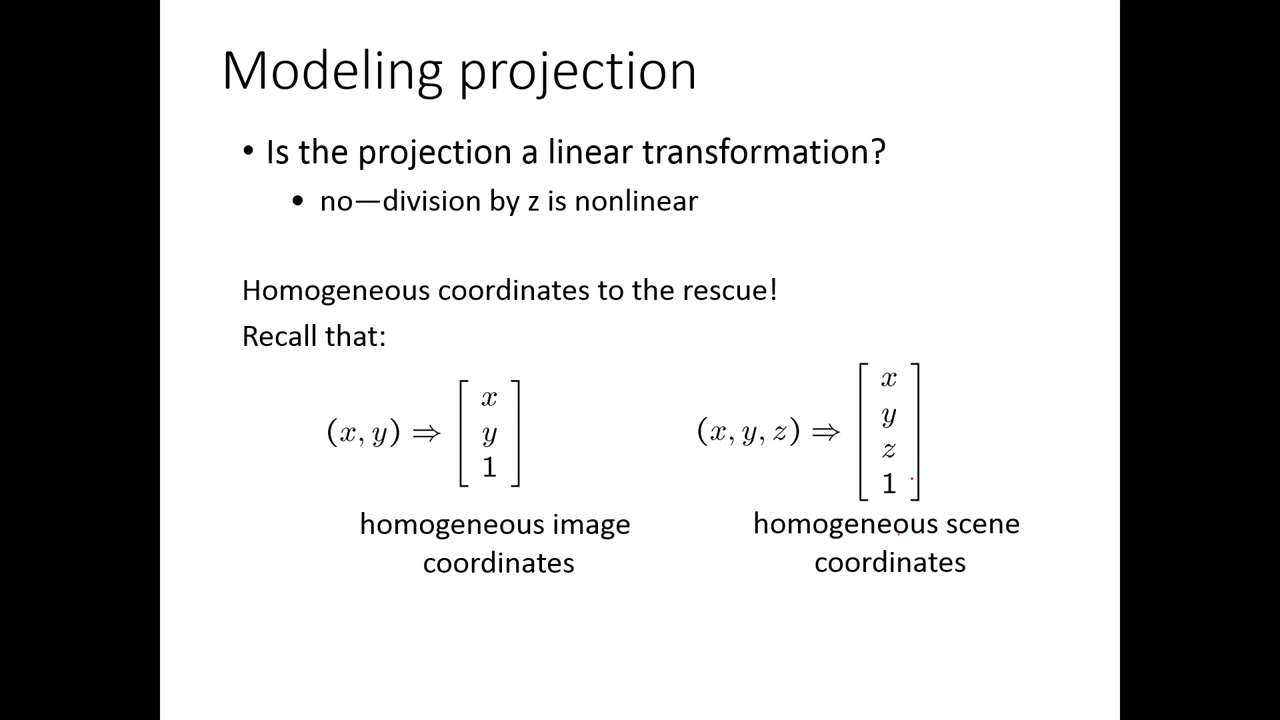 Modeling projection
• Is the projection a linear transformation?
• no—division by z is nonlinear
Homogeneous coordinates to the rescue!
Recall that:
(x, y) ⇒ [x y 1]
(x, y, z) ⇒ [x y z 1]
homogeneous image coordinates
homogeneous scene coordinates